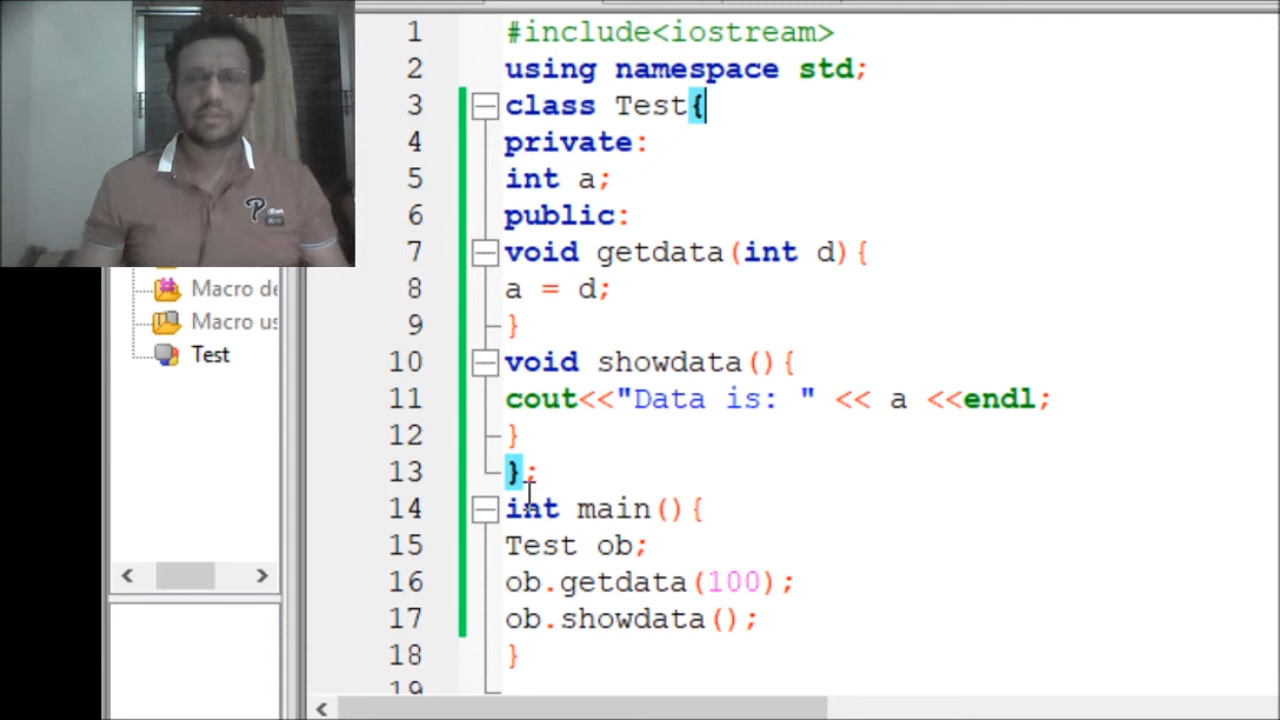 1 #include<iostream>
2 using namespace std;
3 class Test{
4 private:
5 int a;
6 public:
7 void getdata(int d){
8 a = d;
9 }
10 void showdata(){
11 cout<<"Data is: " << a <<endl;
12 }
13 };
14 int main(){
15 Test ob;
16 ob.getdata(100);
17 ob.showdata();
18 }
19
Macro de
Macro us
Test
P